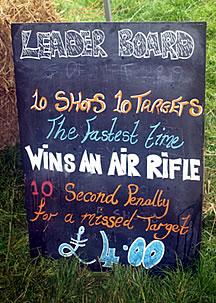 LEADER BOARD
10 SHOTS 10 TARGETS
The Fastest time
WINS AN AIR RIFLE
10 Second Penalty
for a missed Target
£4.00